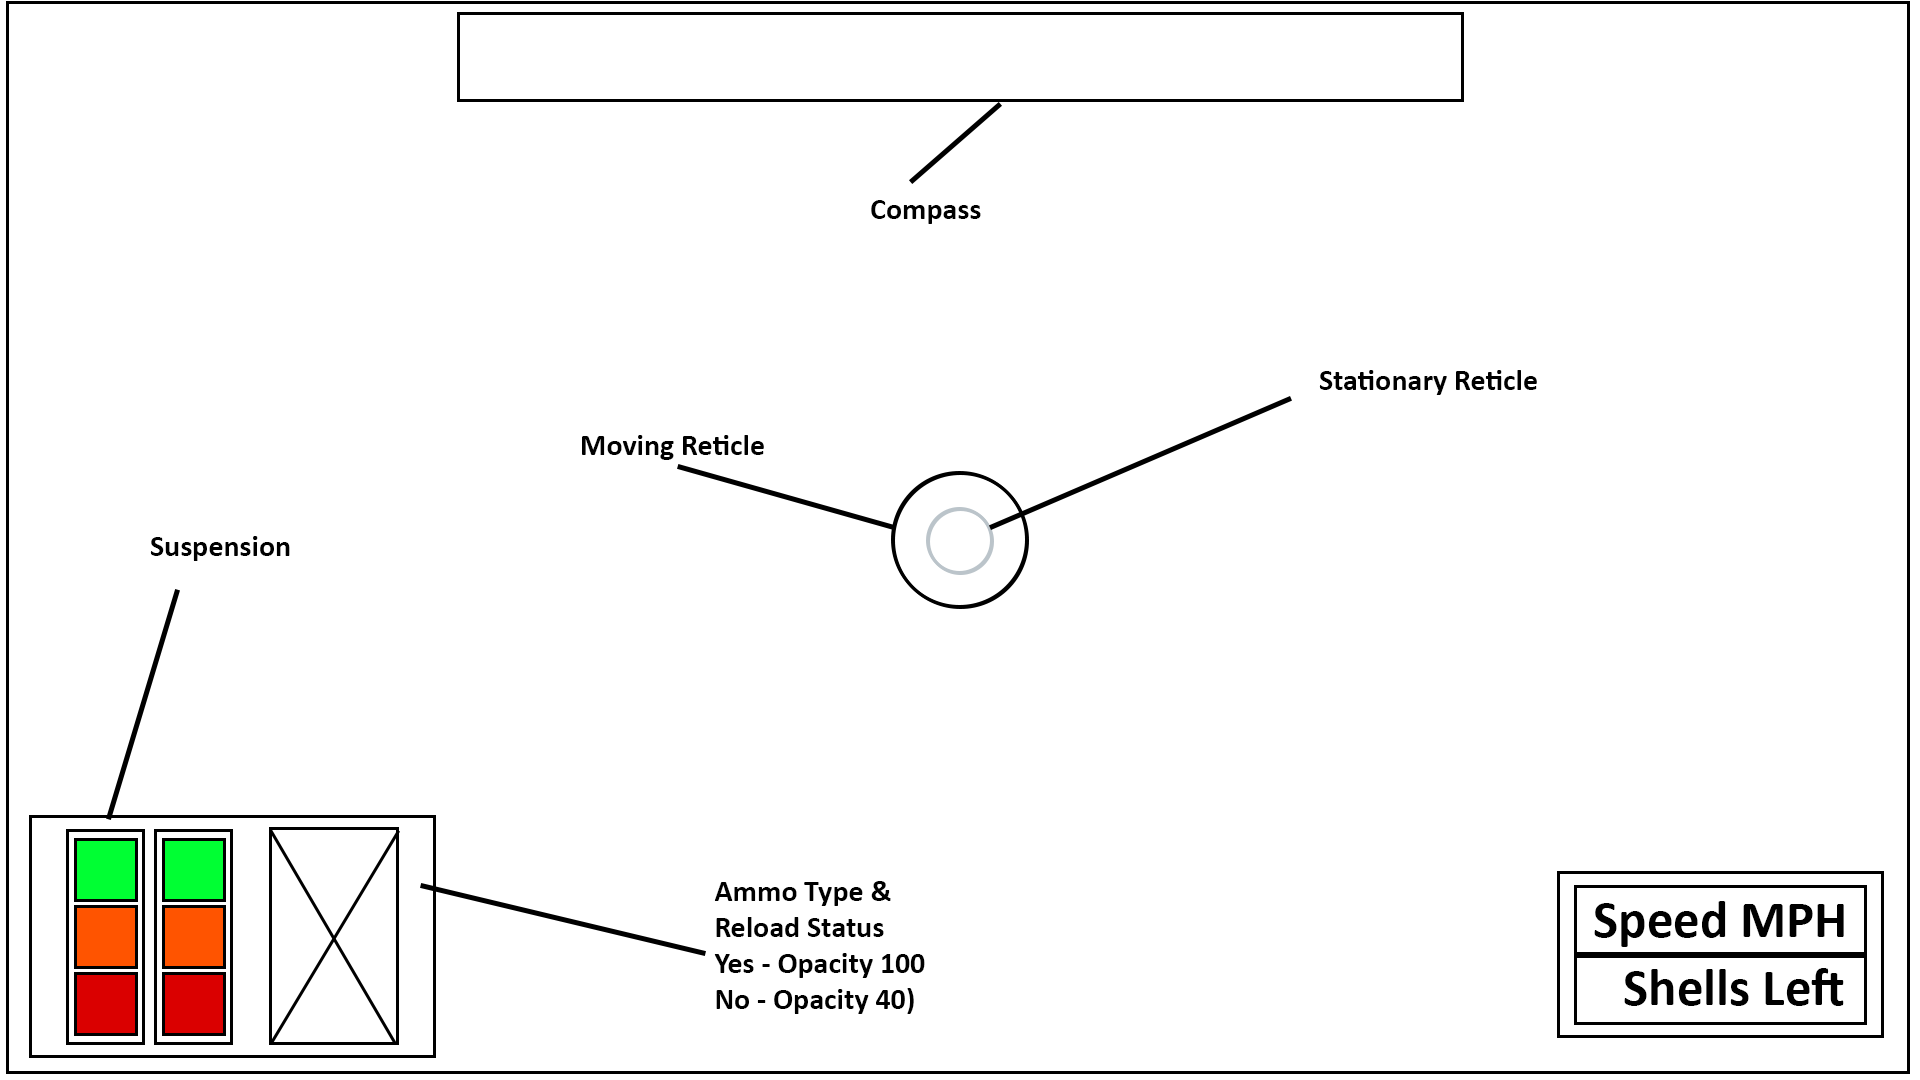 Compass
Stationary Reticle
Moving Reticle
Suspension
Ammo Type &
Reload Status
Yes - Opacity 100
No - Opacity 40)
Speed MPH
Shells Left